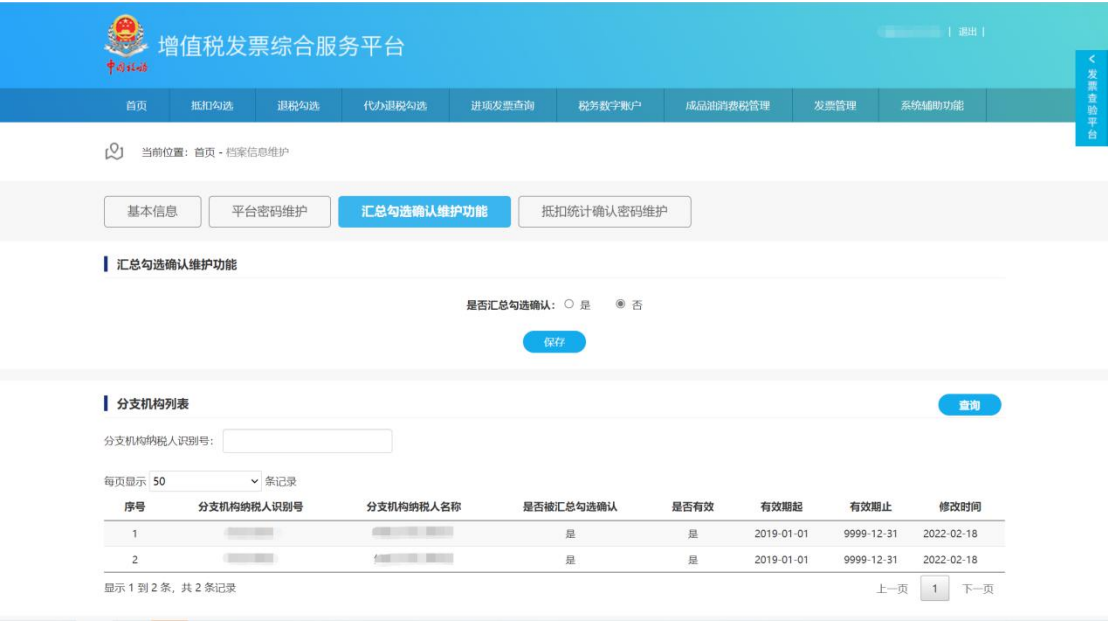 增值税发票综合服务平台
| 退出 |
中国税务
首页 抵扣勾选 退税勾选 代办退税勾选 进项发票查询 税务数字账户 成品油消费税管理 发票管理 系统辅助功能
< 发票查验平台
当前位置：首页 - 档案信息维护
基本信息 平台密码维护 汇总勾选确认维护功能 抵扣统计确认密码维护
汇总勾选确认维护功能
是否汇总勾选确认： 是 否
保存
分支机构列表 查询
分支机构纳税人识别号：
每页显示 50 条记录
序号 分支机构纳税人识别号 分支机构纳税人名称 是否被汇总勾选确认 是否有效 有效期起 有效期止 修改时间
1 是 是 2019-01-01 9999-12-31 2022-02-18
2 是 是 2019-01-01 9999-12-31 2022-02-18
显示 1 到 2 条，共 2 条记录 上一页 1 下一页